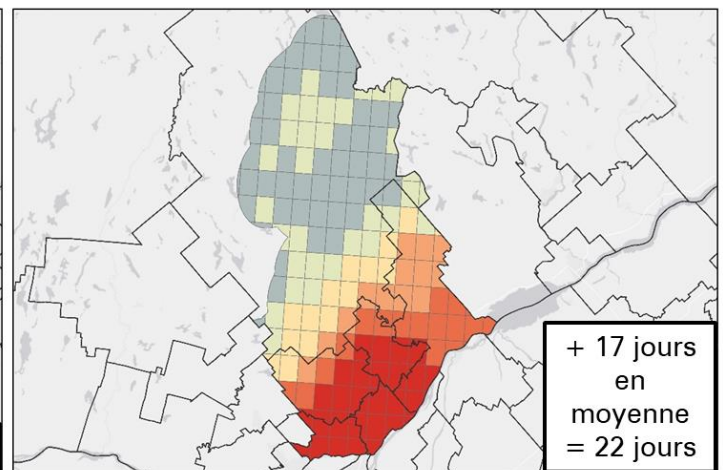 + 17 jours
en
moyenne
= 22 jours